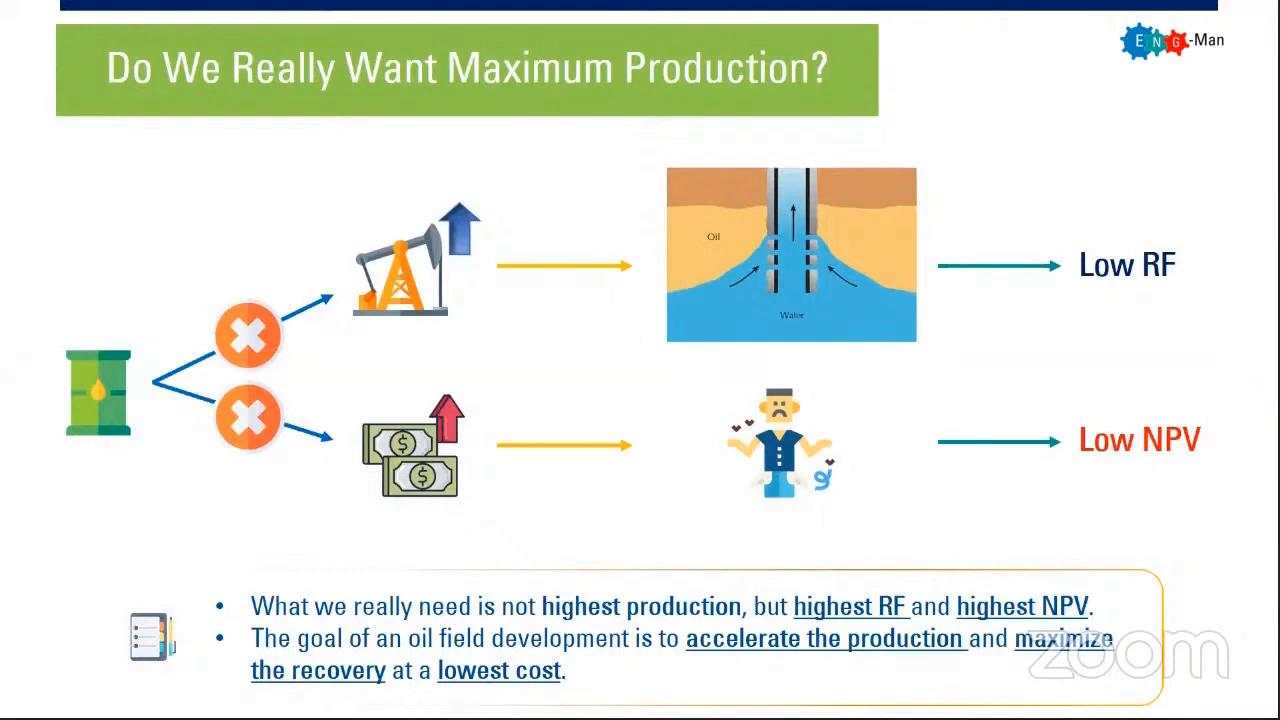 Do We Really Want Maximum Production?
ENG-Man
Oil
Water
Low RF
Low NPV
• What we really need is not highest production, but highest RF and highest NPV.
• The goal of an oil field development is to accelerate the production and maximize
the recovery at a lowest cost.
zoom